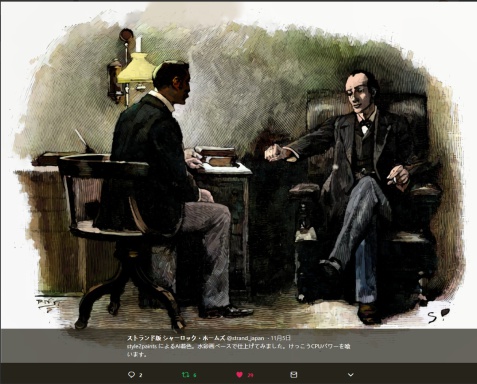 ストランド版 シャーロック・ホームズ @strand_japan · 11月5日
style2paints によるAI着色。水彩画ベースで仕上げてみました。けっこうCPUパワーを喰
います。
2 6 26